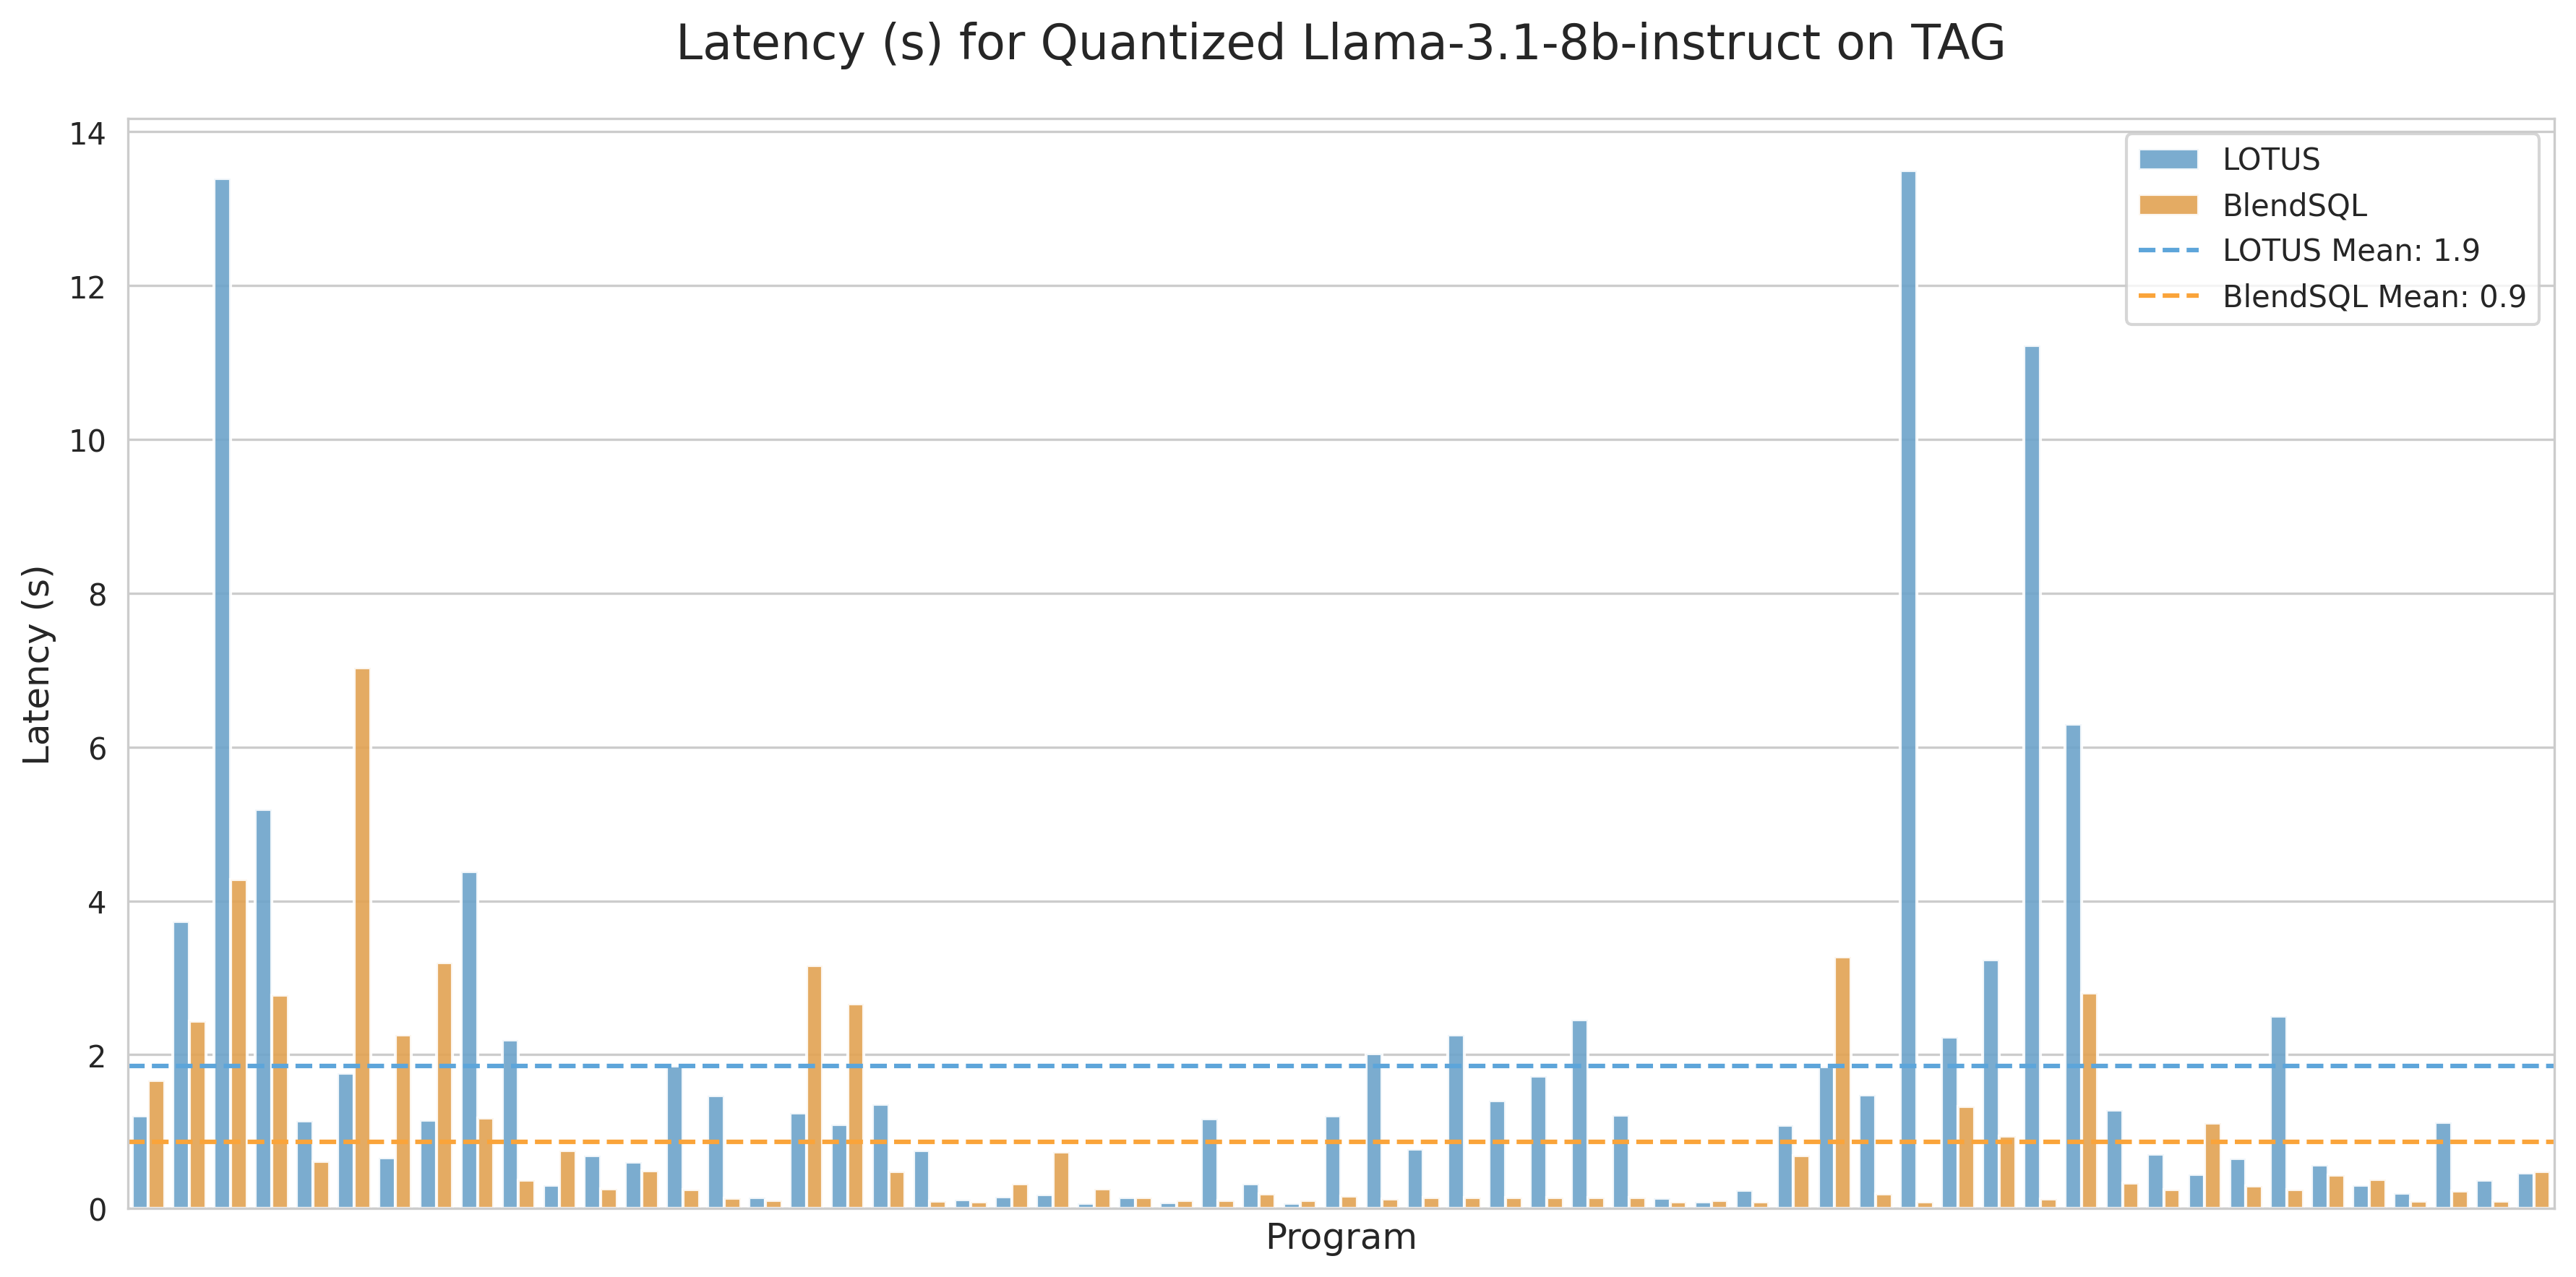 Latency (s) for Quantized Llama-3.1-8b-instruct on TAG
14
12
10
8
6
4
2
0
Latency (s)
Program
LOTUS
BlendSQL
LOTUS Mean: 1.9
BlendSQL Mean: 0.9